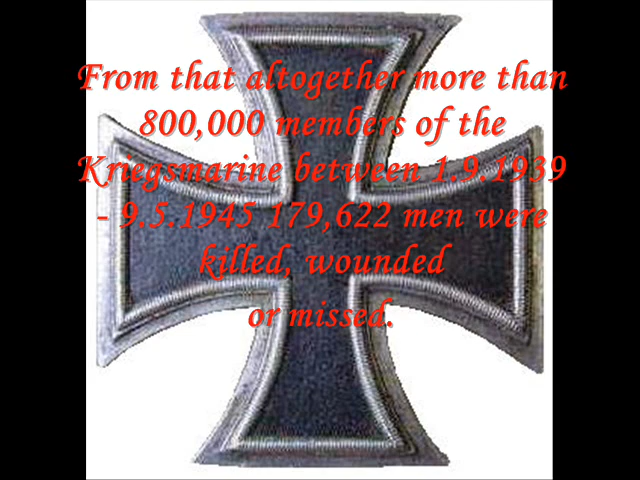 From that altogether more than
800,000 members of the
Kriegsmarine between 1.9.1939
- 9.5.1945 179,622 men were
killed, wounded
or missed.